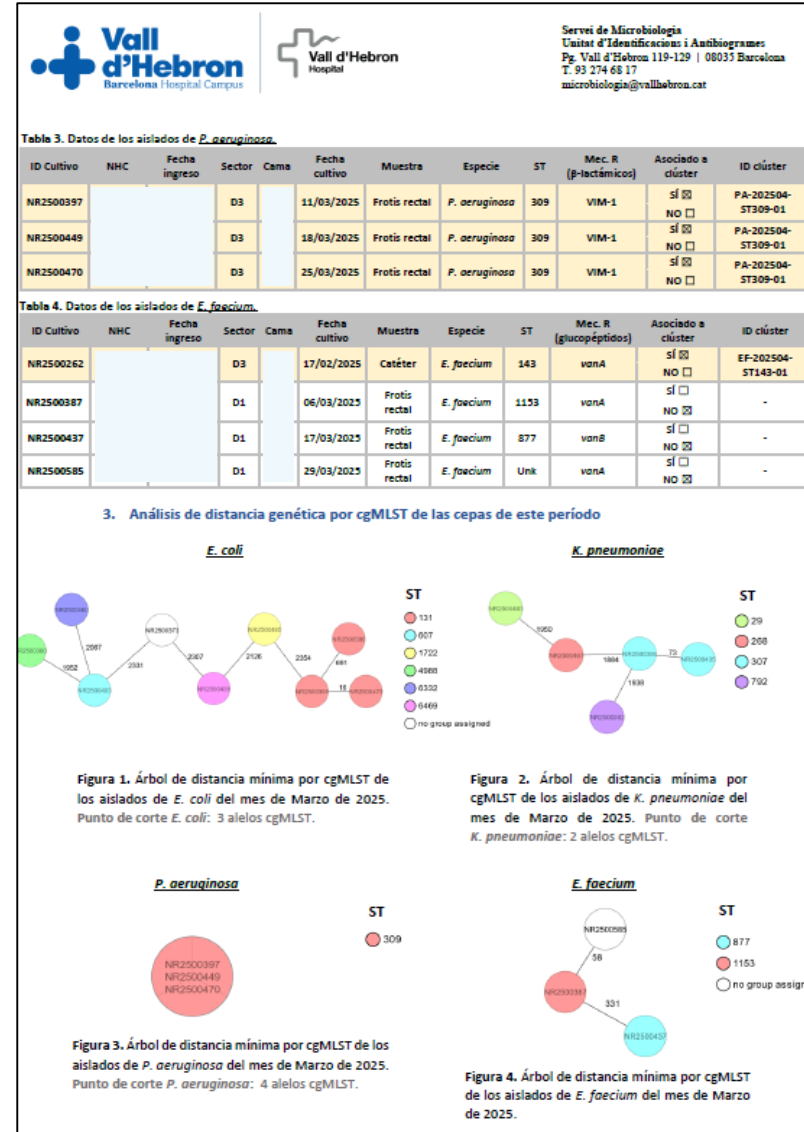 Vall
d'Hebron
Barcelona Hospital Campus
Vall d'Hebron
Hospital
Servei de Microbiologia
Unitat d'Identificacions i Antibiogrames
Pg. Vall d'Hebron 119-129 | 08035 Barcelona
T. 93 274 68 17
microbiologia@vallhebron.cat
Tabla 3. Datos de los aislados de P. aeruginosa.
ID Cultivo NHC Fecha ingreso Sector Cama Fecha cultivo Muestra Especie ST Mec. R (β-lactámicos) Asociado a clúster ID clúster
NR2500397 D3 11/03/2025 Frotis rectal P. aeruginosa 309 VIM-1 SÍ ☒ NO ☐ PA-202504-ST309-01
NR2500449 D3 18/03/2025 Frotis rectal P. aeruginosa 309 VIM-1 SÍ ☒ NO ☐ PA-202504-ST309-01
NR2500470 D3 25/03/2025 Frotis rectal P. aeruginosa 309 VIM-1 SÍ ☒ NO ☐ PA-202504-ST309-01
Tabla 4. Datos de los aislados de E. faecium.
ID Cultivo NHC Fecha ingreso Sector Cama Fecha cultivo Muestra Especie ST Mec. R (glucopéptidos) Asociado a clúster ID clúster
NR2500262 D3 17/02/2025 Catéter E. faecium 143 vanA SÍ ☒ NO ☐ EF-202504-ST143-01
NR2500387 D1 06/03/2025 Frotis rectal E. faecium 1153 vanA SÍ ☐ NO ☒ -
NR2500437 D1 17/03/2025 Frotis rectal E. faecium 877 vanB SÍ ☐ NO ☒ -
NR2500585 D1 29/03/2025 Frotis rectal E. faecium Unk vanA SÍ ☐ NO ☒ -
3. Análisis de distancia genética por cgMLST de las cepas de este período
E. coli
ST
131
607
1722
4988
6332
6469
no group assigned
1952
2987
2331
2307
2126
2354
661
16
K. pneumoniae
ST
29
268
307
792
1950
1884
73
1938
Figura 1. Árbol de distancia mínima por cgMLST de
los aislados de E. coli del mes de Marzo de 2025.
Punto de corte E. coli: 3 alelos cgMLST.
Figura 2. Árbol de distancia mínima por
cgMLST de los aislados de K. pneumoniae del
mes de Marzo de 2025. Punto de corte
K. pneumoniae: 2 alelos cgMLST.
P. aeruginosa
ST
309
NR2500397
NR2500449
NR2500470
Figura 3. Árbol de distancia mínima por cgMLST de los
aislados de P. aeruginosa del mes de Marzo de 2025.
Punto de corte P. aeruginosa: 4 alelos cgMLST.
E. faecium
ST
877
1153
no group assign
NR2500585
58
NR2500387
331
NR2500437
Figura 4. Árbol de distancia mínima por cgMLST
de los aislados de E. faecium del mes de Marzo
de 2025.